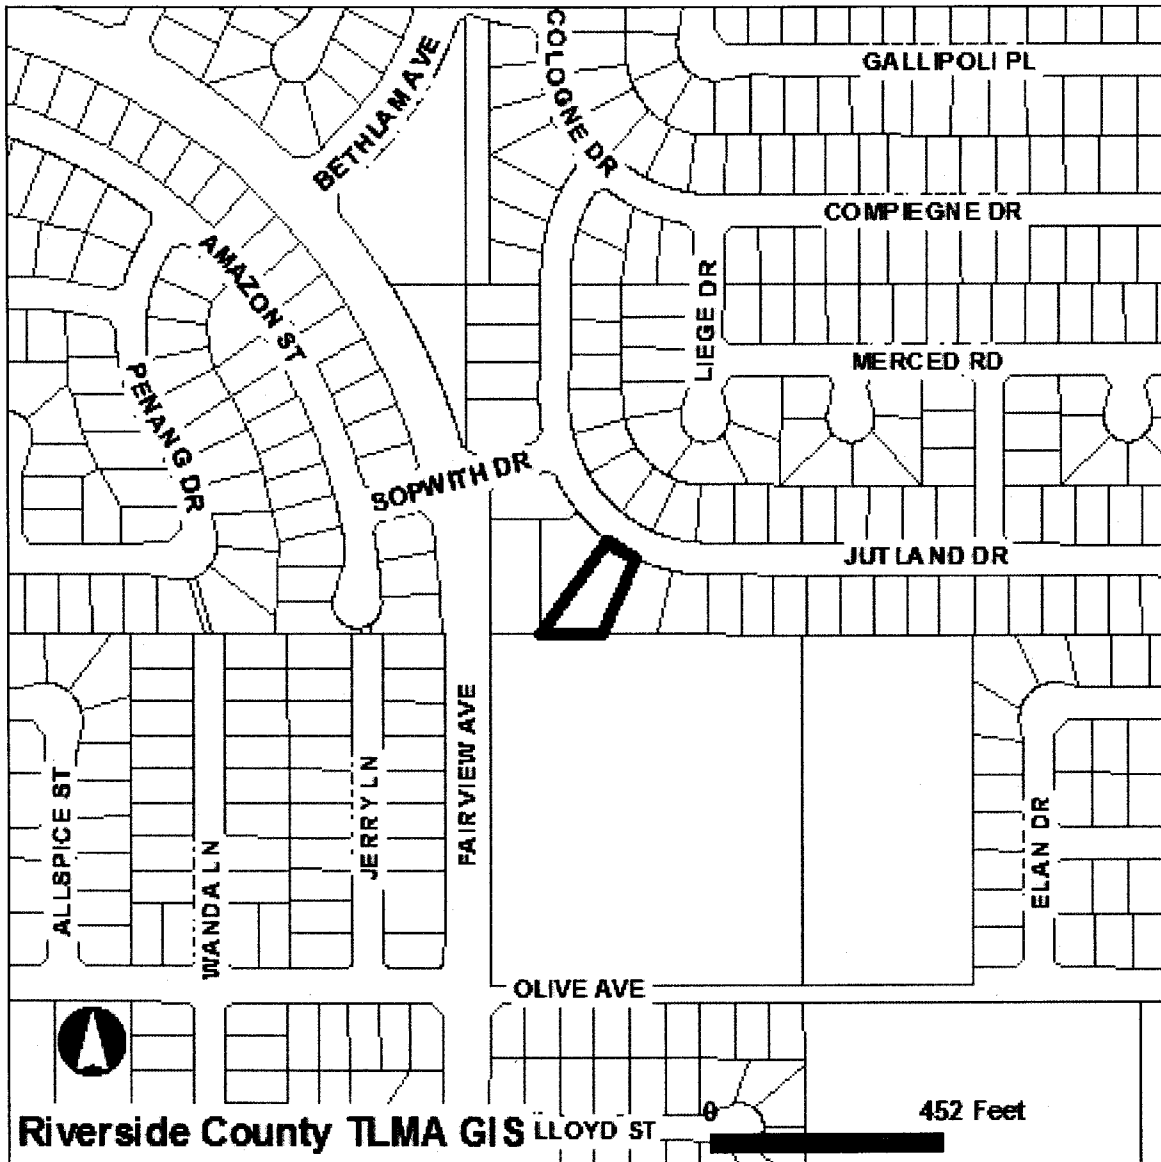 COLOGNE DR
GALLIPOLI PL
BETHLAM AVE
COMPIEGNE DR
AMAZON ST
LIEGE DR
MERCED RD
PENANG DR
SOPWITH DR
JUTLAND DR
FAIRVIEW AVE
JERRY LN
ALLSPICE ST
WANDA LN
ELAN DR
OLIVE AVE
Riverside County TLMA GIS
LLOYD ST
0 452 Feet